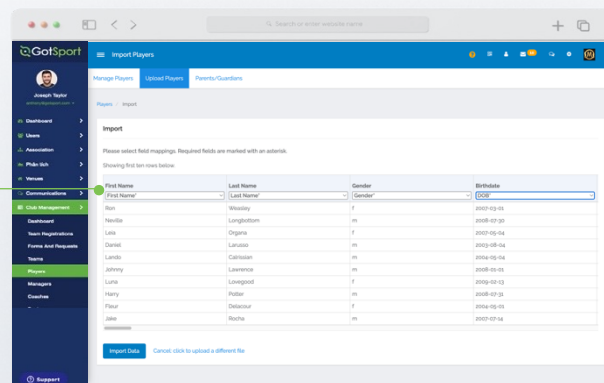 Search or enter website name
GotSport
Import Players
Joseph Taylor
Manage Players Upload Players Parents/Guardians
Players / Import
Dashboard
Users
Association
Phân tích
Venues
Communications
Club Management
Dashboard
Team Registrations
Forms And Requests
Teams
Players
Managers
Coaches
Support
Import
Please select field mappings. Required fields are marked with an asterisk.
Showing first ten rows below:
First Name Last Name Gender Birthdate
First Name* Last Name* Gender* DOB*
Ron Weasley f 2007-03-01
Neville Longbottom m 2008-07-30
Leia Organa f 2007-05-04
Daniel Larusso m 2003-08-04
Lando Calrissian m 2004-05-04
Johnny Lawrence m 2008-01-01
Luna Lovegood f 2009-02-13
Harry Potter m 2008-07-31
Fleur Delacour f 2004-05-01
Jake Rocha m 2007-07-14
Import Data Cancel, click to upload a different file